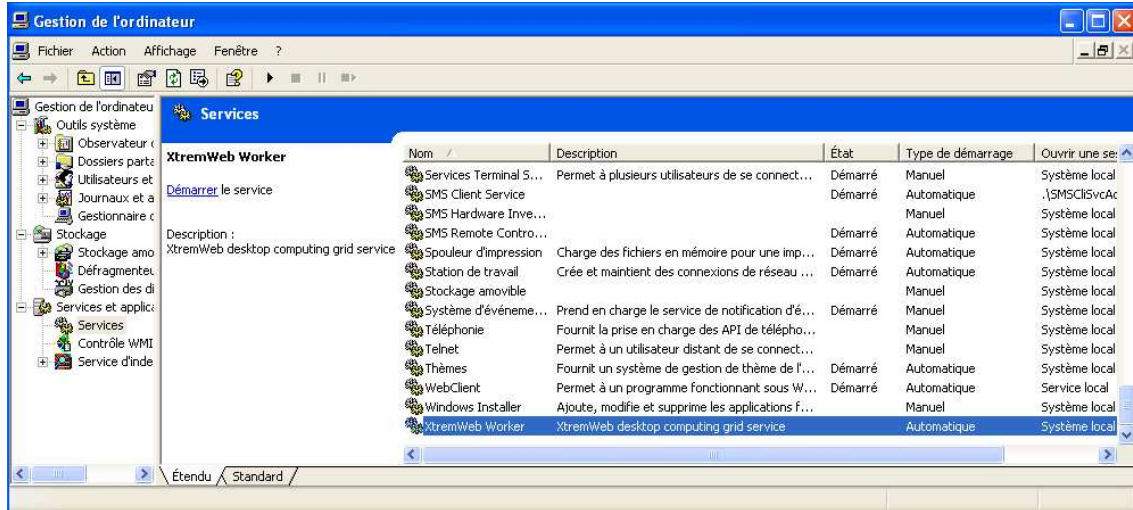 Gestion de l'ordinateur
Fichier Action Affichage Fenêtre ?
Gestion de l'ordinateu
Outils système
Observateur
Dossiers parta
Utilisateurs et
Journaux et a
Gestionnaire
Stockage
Stockage amo
Défragmenteu
Gestion des di
Services et applic
Services
Contrôle WMI
Service d'inde
Services
XtremWeb Worker
Démarrer le service
Description :
XtremWeb desktop computing grid service
Nom Description État Type de démarrage Ouvrir une se
Services Terminal S... Permet à plusieurs utilisateurs de se connect... Démarré Manuel Système local
SMS Client Service Démarré Automatique .\SMSCliSvcAc
SMS Hardware Inve... Manuel Système local
SMS Remote Contro... Démarré Automatique Système local
Spouleur d'impression Charge des fichiers en mémoire pour une imp... Démarré Automatique Système local
Station de travail Crée et maintient des connexions de réseau ... Démarré Automatique Système local
Stockage amovible Manuel Système local
Système d'événeme... Prend en charge le service de notification d'é... Démarré Manuel Système local
Téléphonie Fournit la prise en charge des API de télépho... Manuel Système local
Telnet Permet à un utilisateur distant de se connect... Manuel Système local
Thèmes Fournit un système de gestion de thème de l'... Démarré Automatique Système local
WebClient Permet à un programme fonctionnant sous W... Démarré Automatique Service local
Windows Installer Ajoute, modifie et supprime les applications f... Manuel Système local
XtremWeb Worker XtremWeb desktop computing grid service Automatique Système local
Étendu Standard